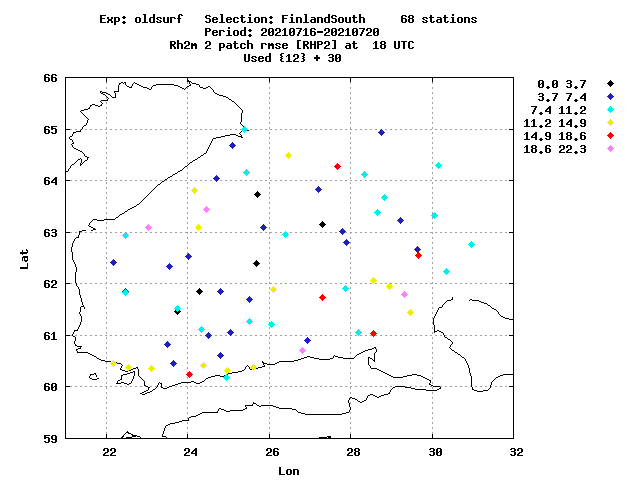 Exp: oldsurf   Selection: FinlandSouth     68 stations
Period: 20210716-20210720
Rh2m 2 patch rmse [RHP2] at  18 UTC
Used {12} + 30
0.0 3.7
3.7 7.4
7.4 11.2
11.2 14.9
14.9 18.6
18.6 22.3
66
65
64
63
62
61
60
59
Lat
22 24 26 28 30 32
Lon